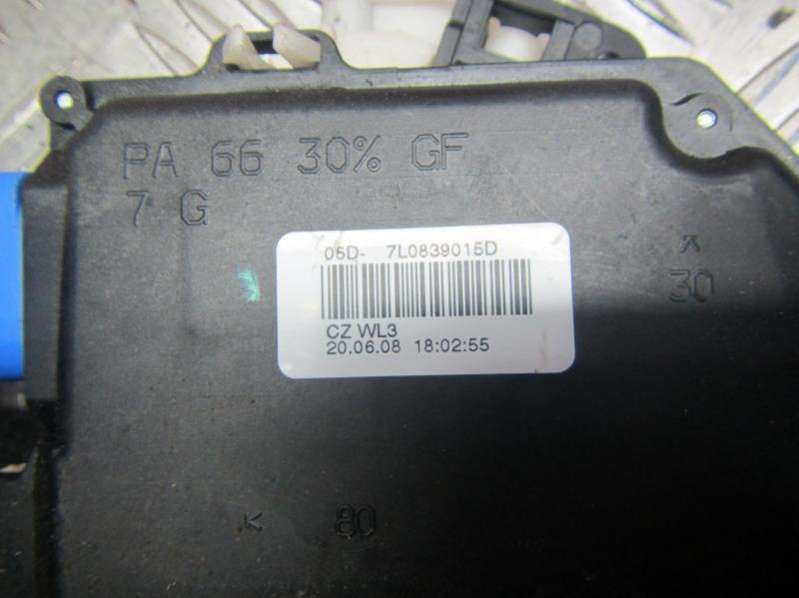 PA 66 30% GF
7 G
05D- 7L0839015D
CZ WL3
20.06.08 18:02:55
30
80